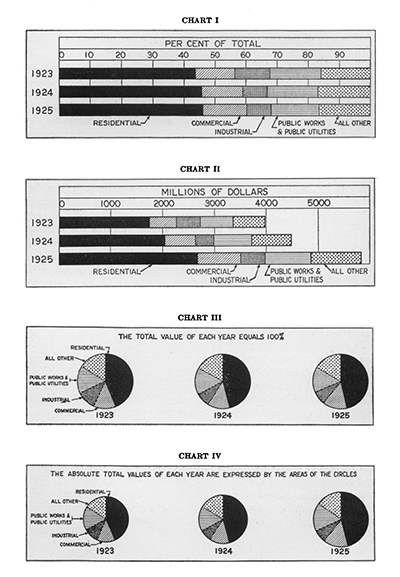 CHART I
PER CENT OF TOTAL
0 10 20 30 40 50 60 70 80 90
1923
1924
1925
RESIDENTIAL COMMERCIAL INDUSTRIAL PUBLIC WORKS & PUBLIC UTILITIES ALL OTHER
CHART II
MILLIONS OF DOLLARS
0 1000 2000 3000 4000 5000
1923
1924
1925
RESIDENTIAL COMMERCIAL INDUSTRIAL PUBLIC WORKS & PUBLIC UTILITIES ALL OTHER
CHART III
THE TOTAL VALUE OF EACH YEAR EQUALS 100%
RESIDENTIAL
ALL OTHER
PUBLIC WORKS &
PUBLIC UTILITIES
INDUSTRIAL
COMMERCIAL
1923 1924 1925
CHART IV
THE ABSOLUTE TOTAL VALUES OF EACH YEAR ARE EXPRESSED BY THE AREAS OF THE CIRCLES
RESIDENTIAL
ALL OTHER
PUBLIC WORKS &
PUBLIC UTILITIES
INDUSTRIAL
COMMERCIAL
1923 1924 1925